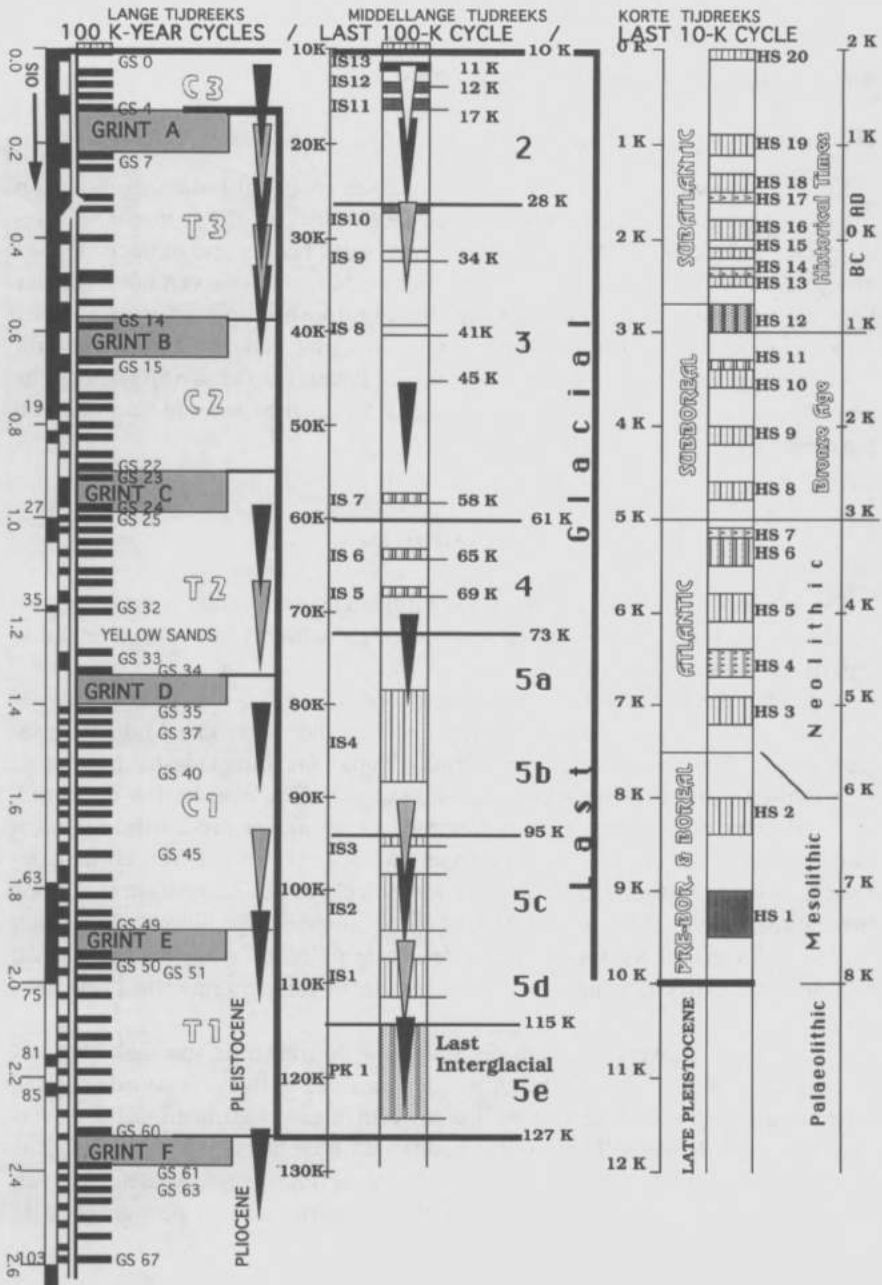 LANGE TIJDREEKS
100 K-YEAR CYCLES /
MIDDELLANGE TIJDREEKS
LAST 100-K CYCLE /
KORTE TIJDREEKS
LAST 10-K CYCLE
0.0
0.2
0.4
0.6
0.8
1.0
1.2
1.4
1.6
1.8
2.0
2.2
2.4
2.6
OIS
19
27
35
63
75
81
85
103
GS 0
GS 4
GRINT A
GS 7
GS 14
GRINT B
GS 15
GS 22
GS 23
GRINT C
GS 24
GS 25
GS 32
YELLOW SANDS
GS 33
GS 34
GRINT D
GS 35
GS 37
GS 40
GS 45
GS 49
GRINT E
GS 50
GS 51
GS 60
GRINT F
GS 61
GS 63
GS 67
C3
T3
C2
T2
C1
T1
PLEISTOCENE
PLIOCENE
10K
20K
30K
40K
50K
60K
70K
80K
90K
100K
110K
120K
130K
IS13
IS12
IS11
IS10
IS 9
IS 8
IS 7
IS 6
IS 5
IS4
IS3
IS2
IS1
PK 1
10 K
11 K
12 K
17 K
28 K
34 K
41K
45 K
58 K
61 K
65 K
69 K
73 K
95 K
115 K
127 K
2
3
4
5a
5b
5c
5d
Last
Interglacial
5e
Last Glacial
0 K
1 K
2 K
3 K
4 K
5 K
6 K
7 K
8 K
9 K
10 K
11 K
12 K
SUBATLANTIC
SUBBOREAL
ATLANTIC
PRE-BOR. & BOREAL
LATE PLEISTOCENE
HS 20
HS 19
HS 18
HS 17
HS 16
HS 15
HS 14
HS 13
HS 12
HS 11
HS 10
HS 9
HS 8
HS 7
HS 6
HS 5
HS 4
HS 3
HS 2
HS 1
Historical Times
Bronze Age
Neolithic
Mesolithic
Palaeolithic
2 K
1 K
AD
0 K
BC
1 K
2 K
3 K
4 K
5 K
6 K
7 K
8 K